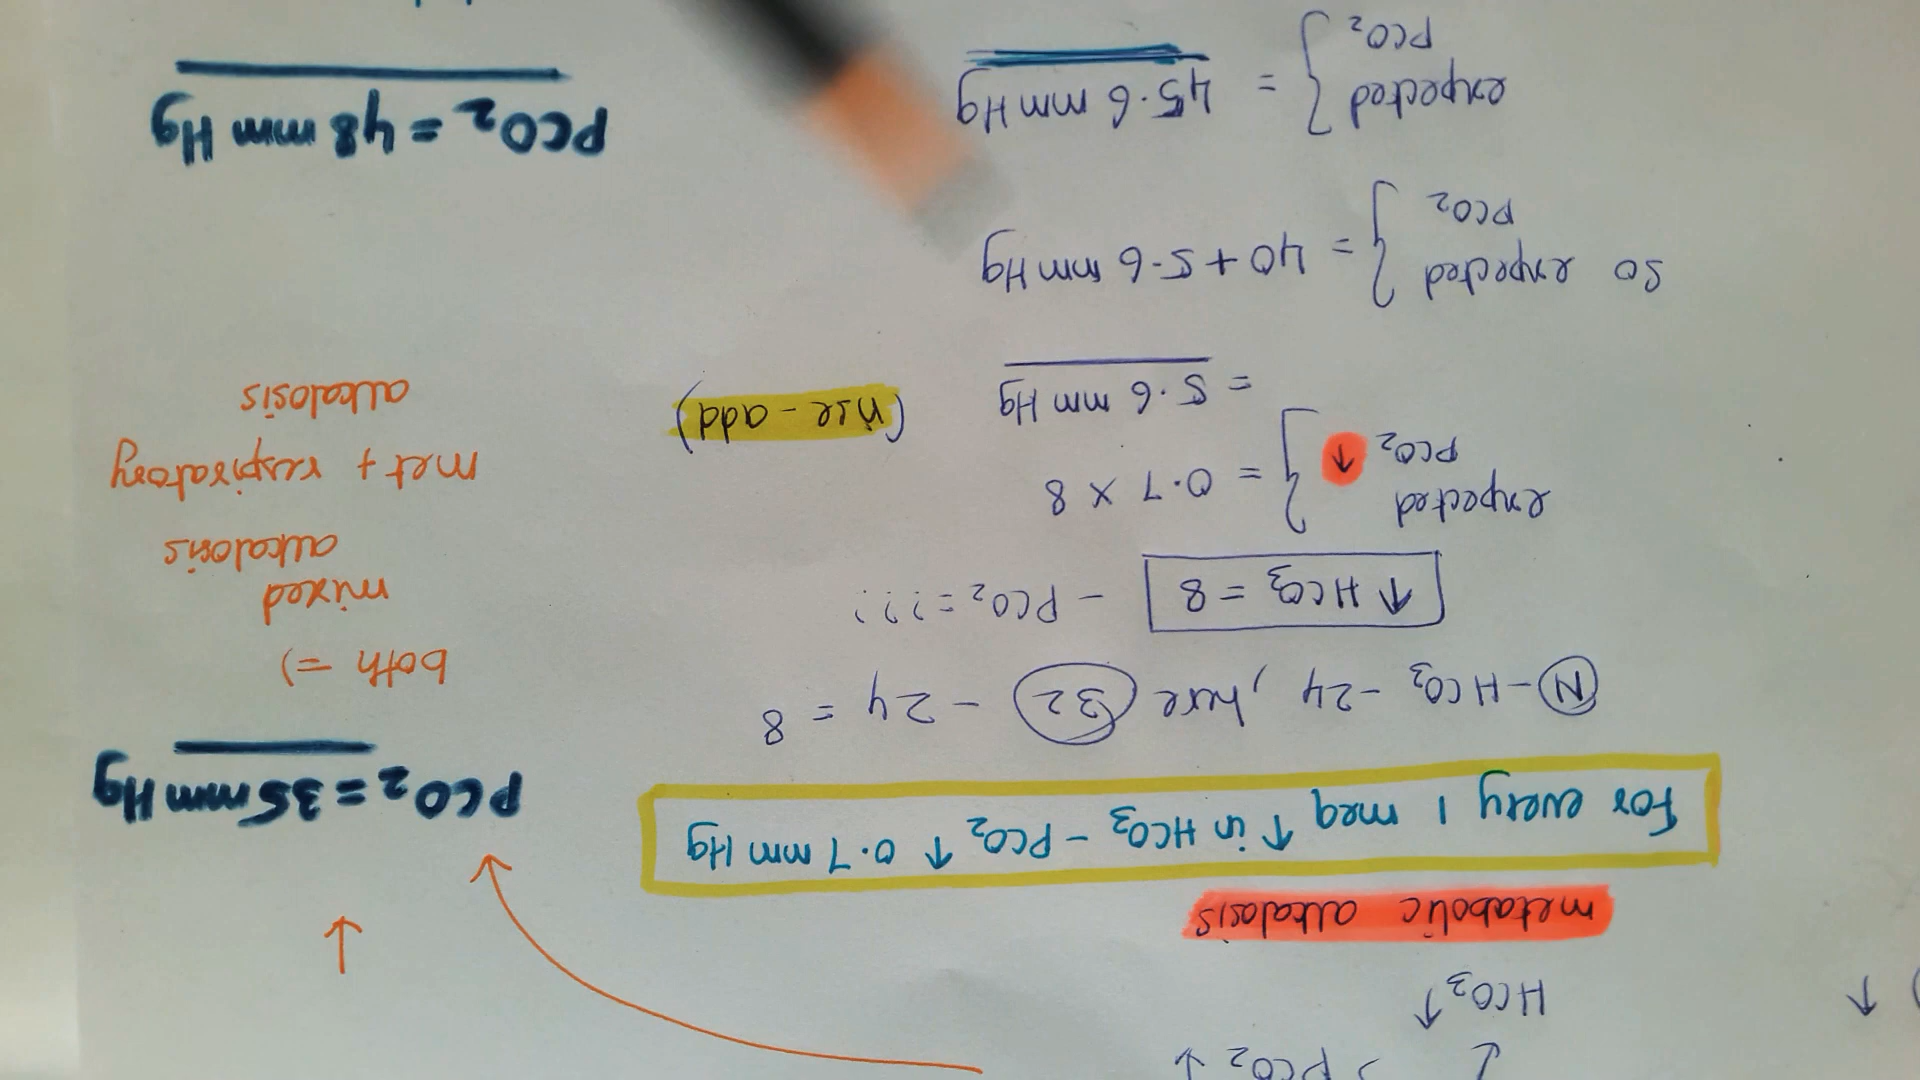 PCO₂ ↓
HCO₃ ↑
metabolic alkalosis
For every 1 meq ↑ in HCO₃ - PCO₂ ↑ 0.7 mm Hg
(N) - HCO₃ - 24, here (32) - 24 = 8
↑ HCO₃ = 8 - PCO₂ = ???
expected ↑ PCO₂ } = 0.7 x 8
= 5.6 mm Hg (rise - add)
so expected PCO₂ } = 40 + 5.6 mm Hg
expected PCO₂ } = 45.6 mm Hg
PCO₂ = 35 mm Hg
both =)
mixed
alkalosis
met + respiratory
alkalosis
PCO₂ = 48 mm Hg